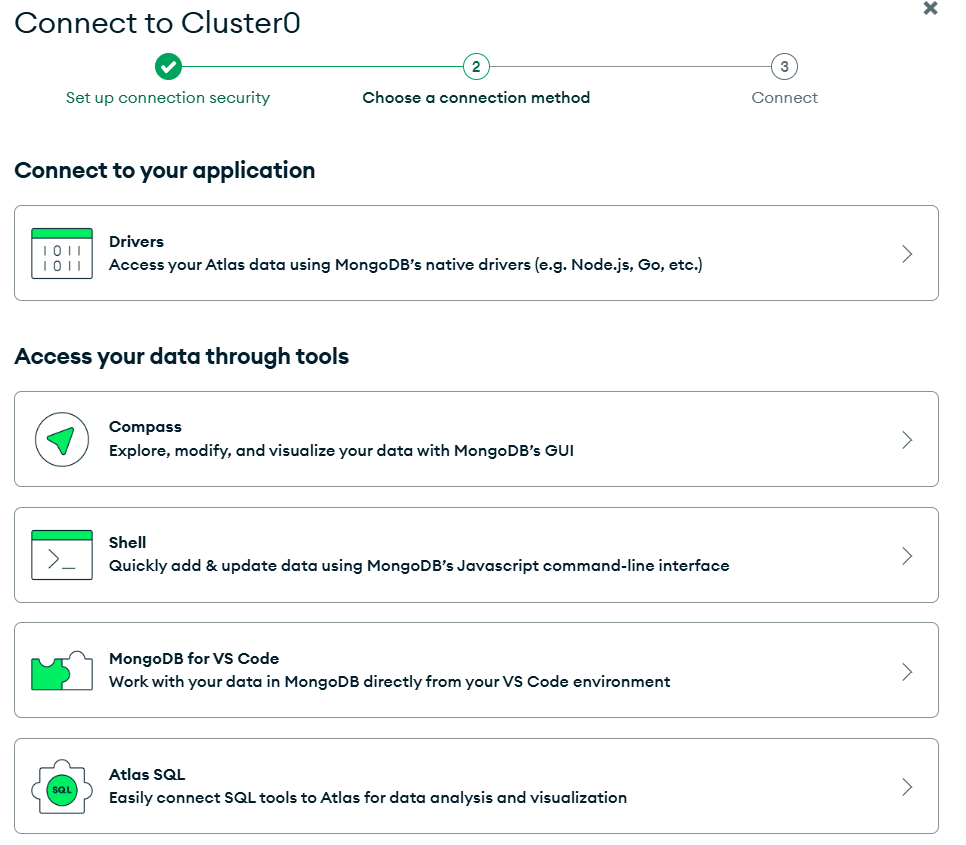 Connect to Cluster0
2
3
Set up connection security
Choose a connection method
Connect
Connect to your application
1011
1011
Drivers
Access your Atlas data using MongoDB's native drivers (e.g. Node.js, Go, etc.)
Access your data through tools
Compass
Explore, modify, and visualize your data with MongoDB's GUI
>_
Shell
Quickly add & update data using MongoDB's Javascript command-line interface
MongoDB for VS Code
Work with your data in MongoDB directly from your VS Code environment
SQL
Atlas SQL
Easily connect SQL tools to Atlas for data analysis and visualization